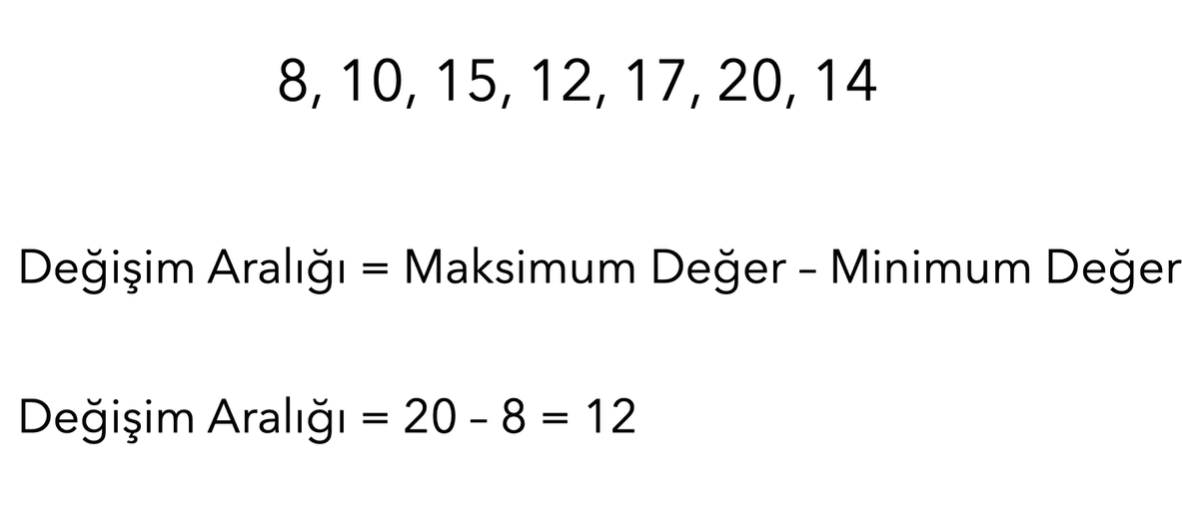 8, 10, 15, 12, 17, 20, 14
Değişim Aralığı = Maksimum Değer – Minimum Değer
Değişim Aralığı = 20 – 8 = 12